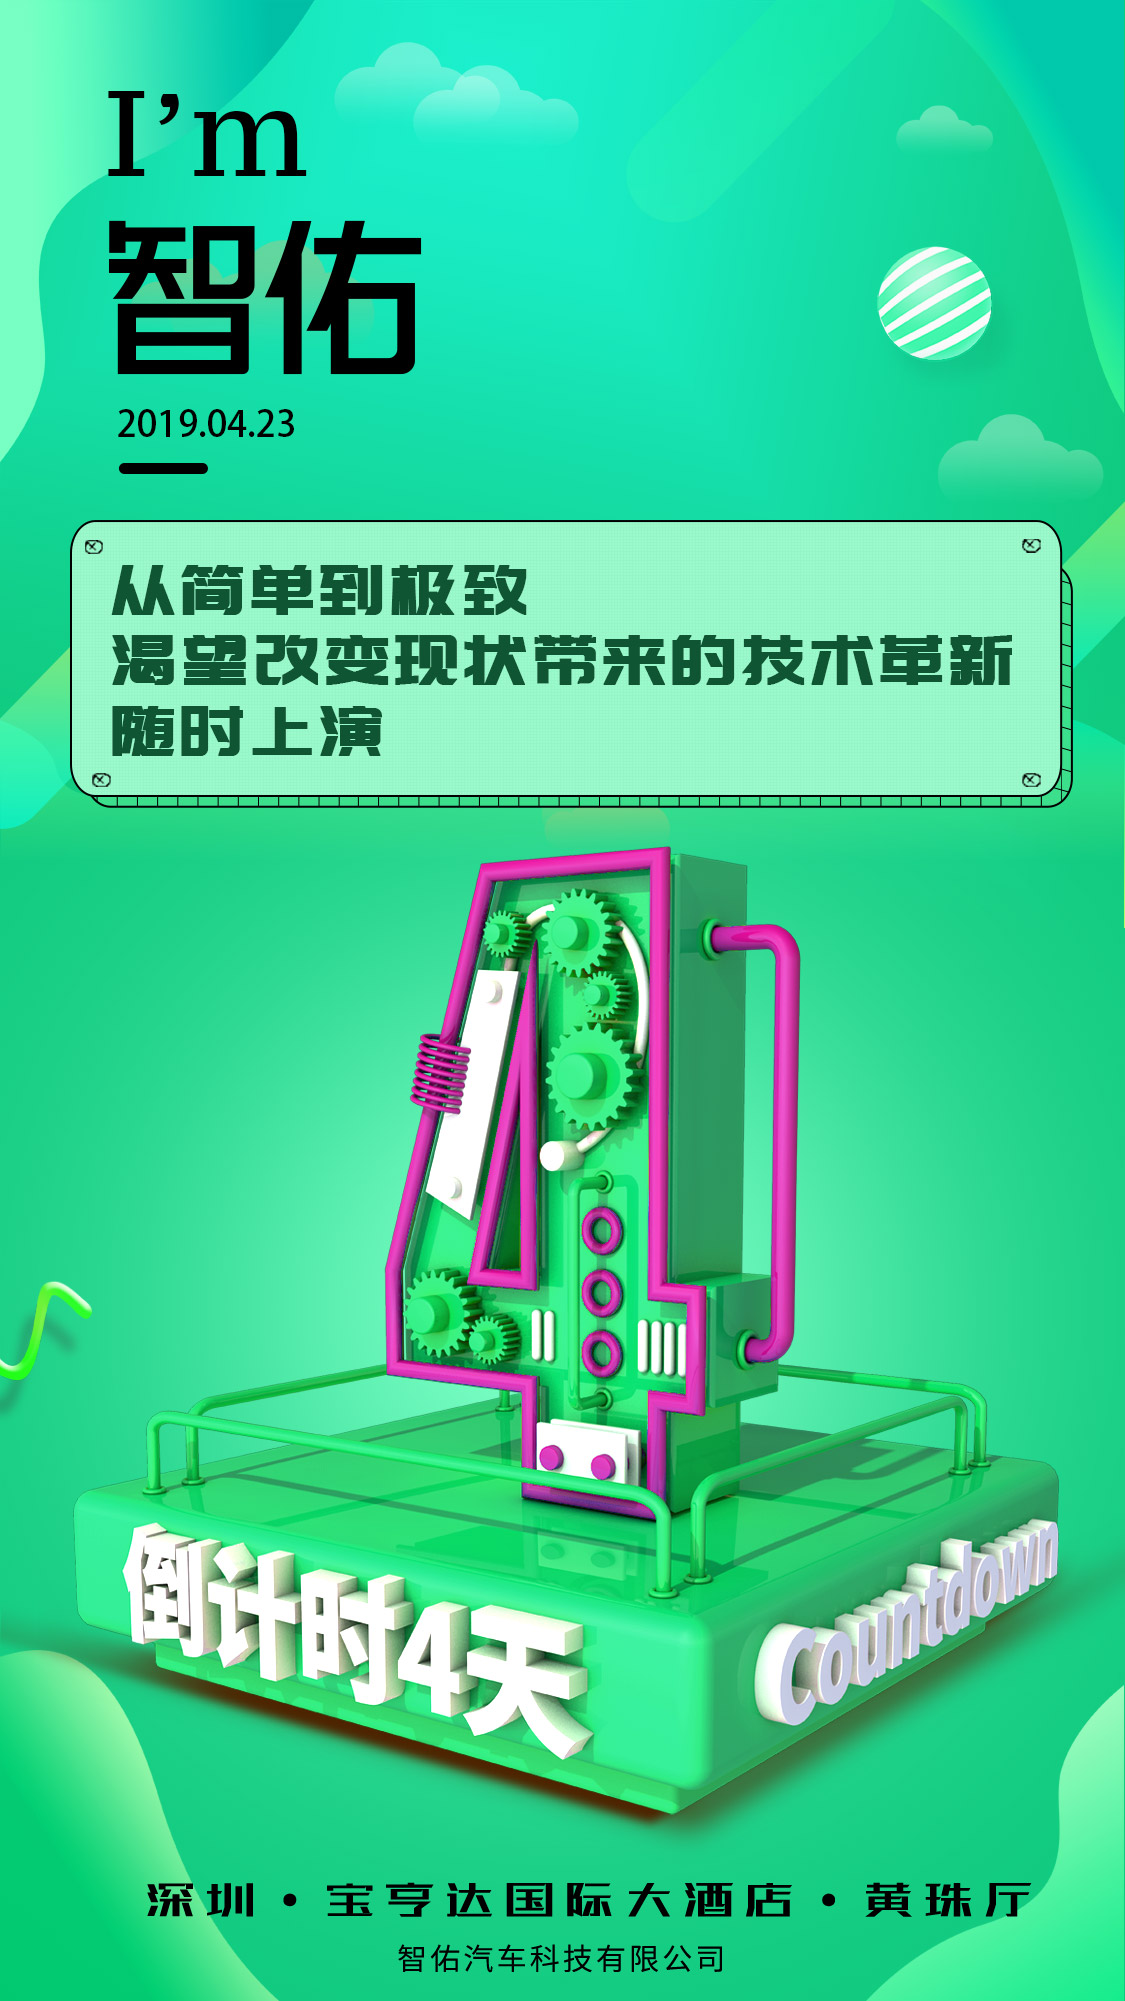 I'm
智佑
2019.04.23
从简单到极致
渴望改变现状带来的技术革新
随时上演
4
倒计时4天
Countdown
深圳·宝亨达国际大酒店·黄珠厅
智佑汽车科技有限公司